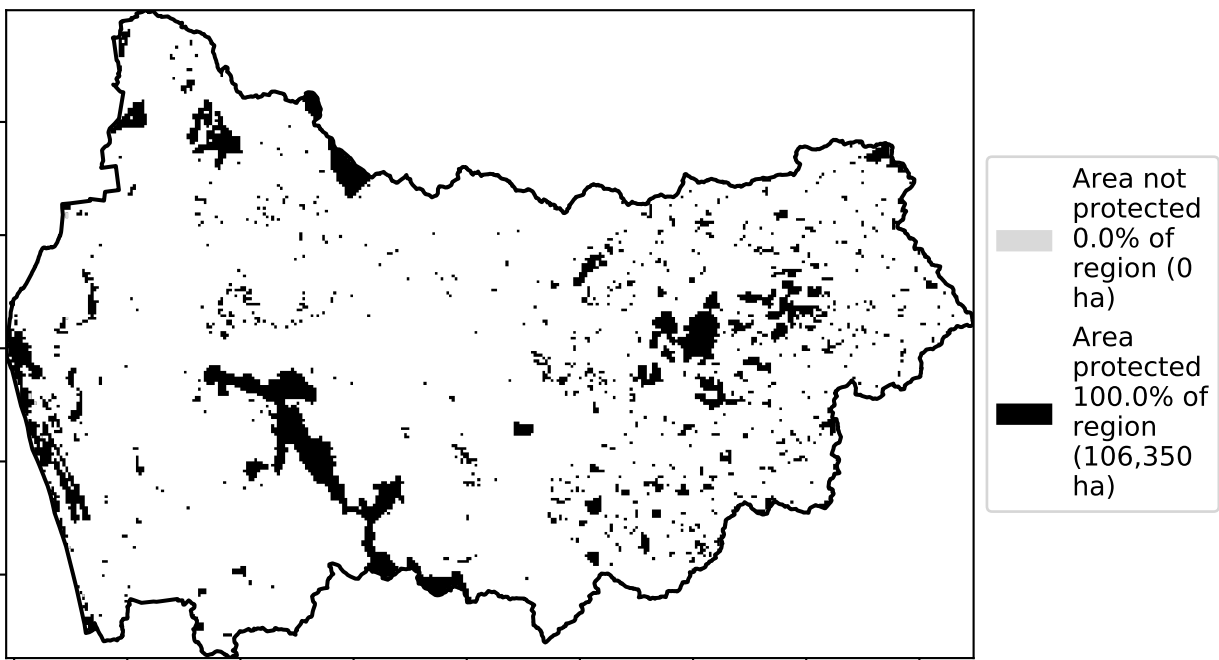 Area not
protected
0.0% of
region (0
ha)
Area
protected
100.0% of
region
(106,350
ha)